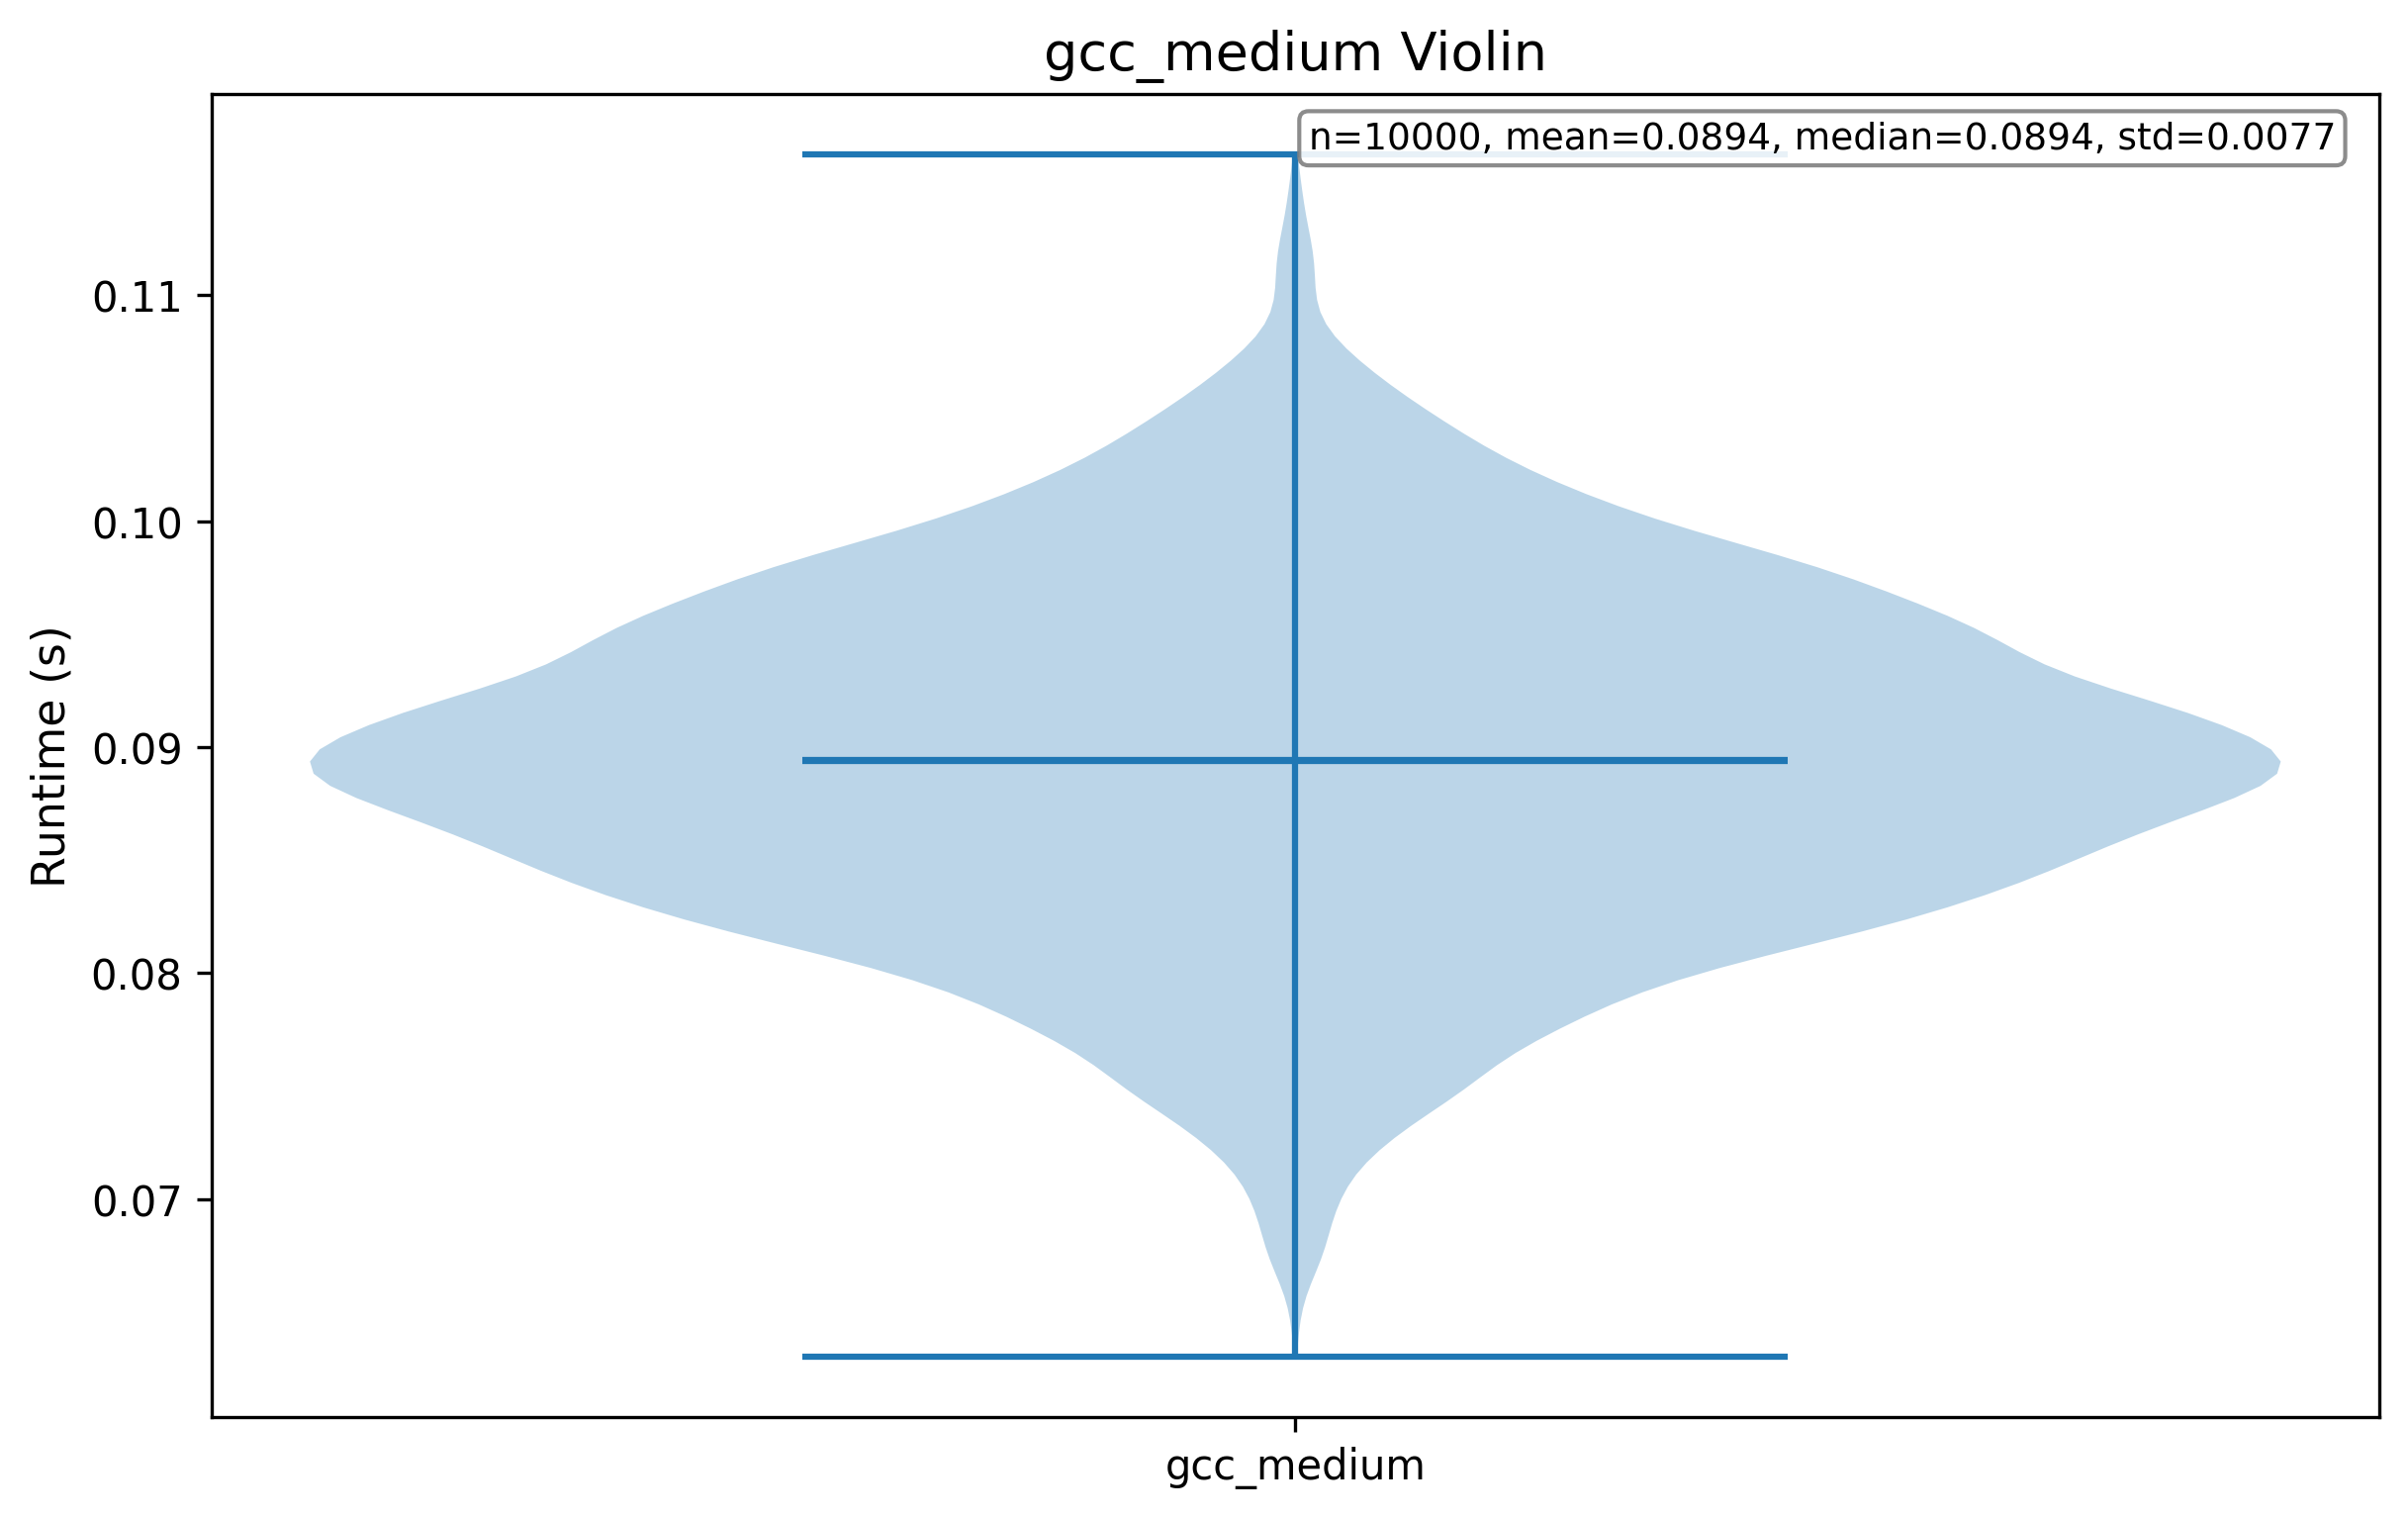 gcc_medium Violin
n=10000, mean=0.0894, median=0.0894, std=0.0077
0.11
0.10
0.09
0.08
0.07
Runtime (s)
gcc_medium